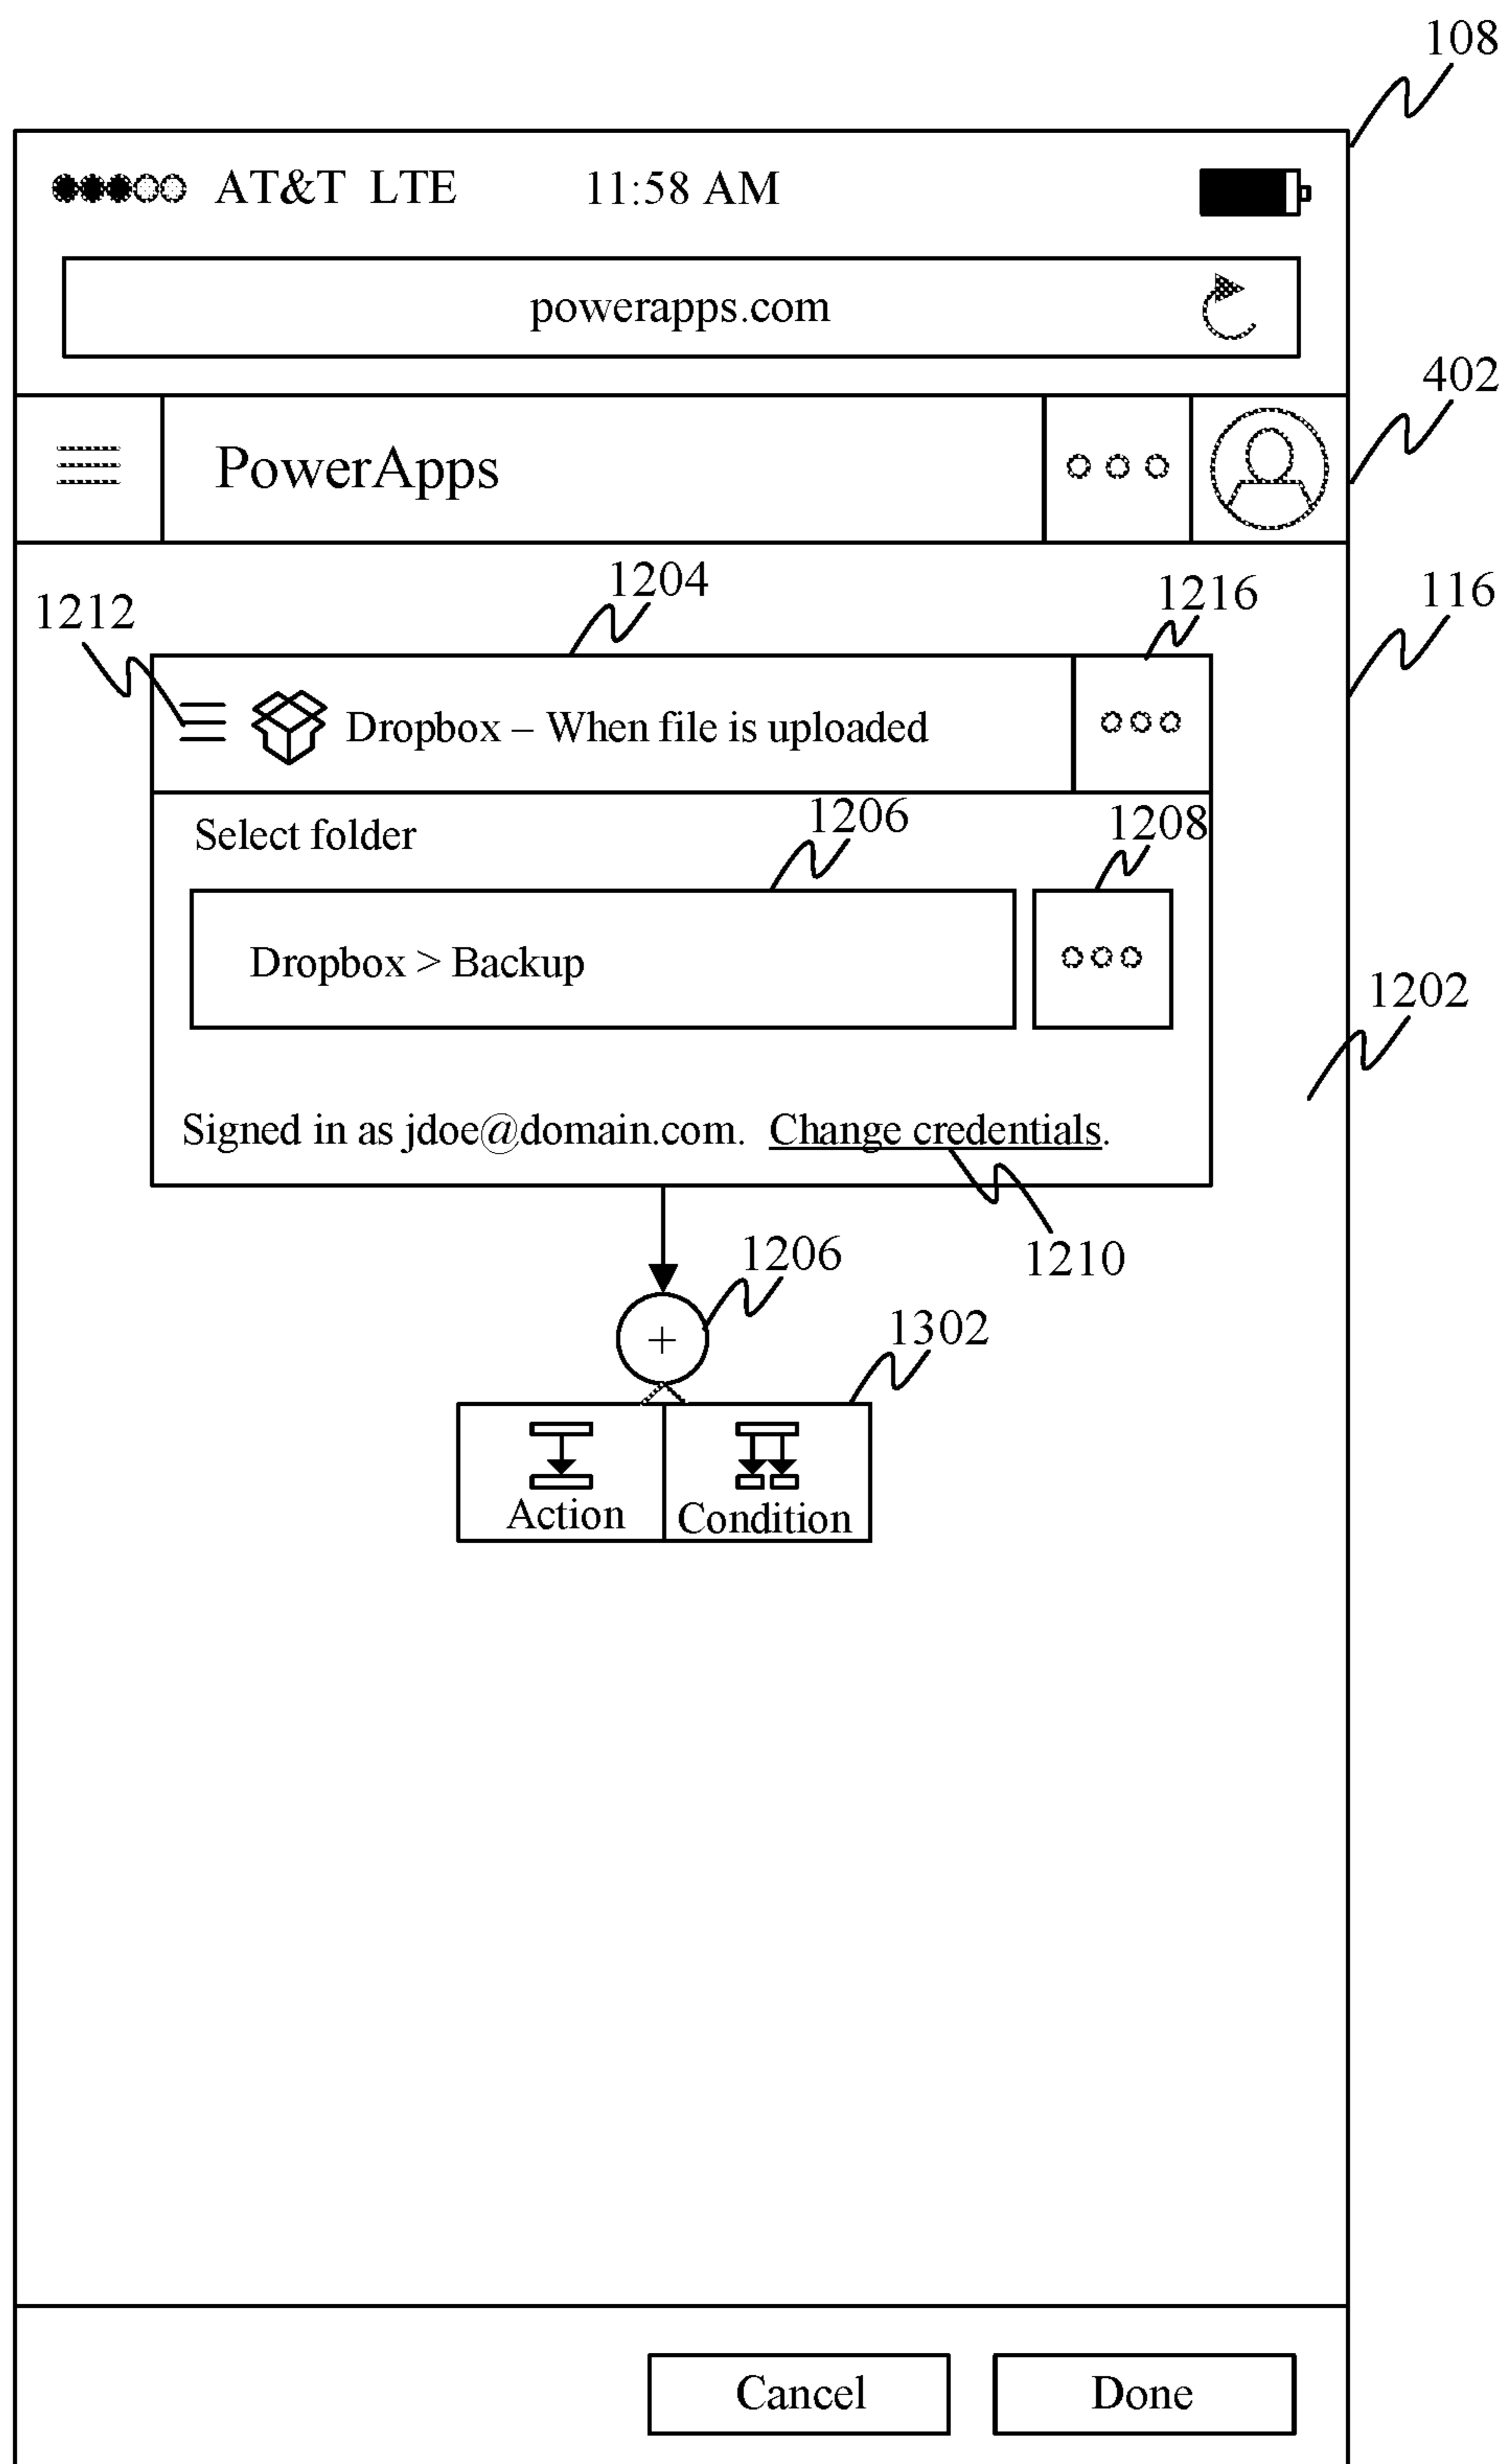 108
AT&T LTE 11:58 AM
powerapps.com
402
PowerApps
1212
1204
1216
116
Dropbox – When file is uploaded
Select folder
1206
1208
Dropbox > Backup
1202
Signed in as jdoe@domain.com. Change credentials.
1206
1210
+
1302
Action
Condition
Cancel
Done